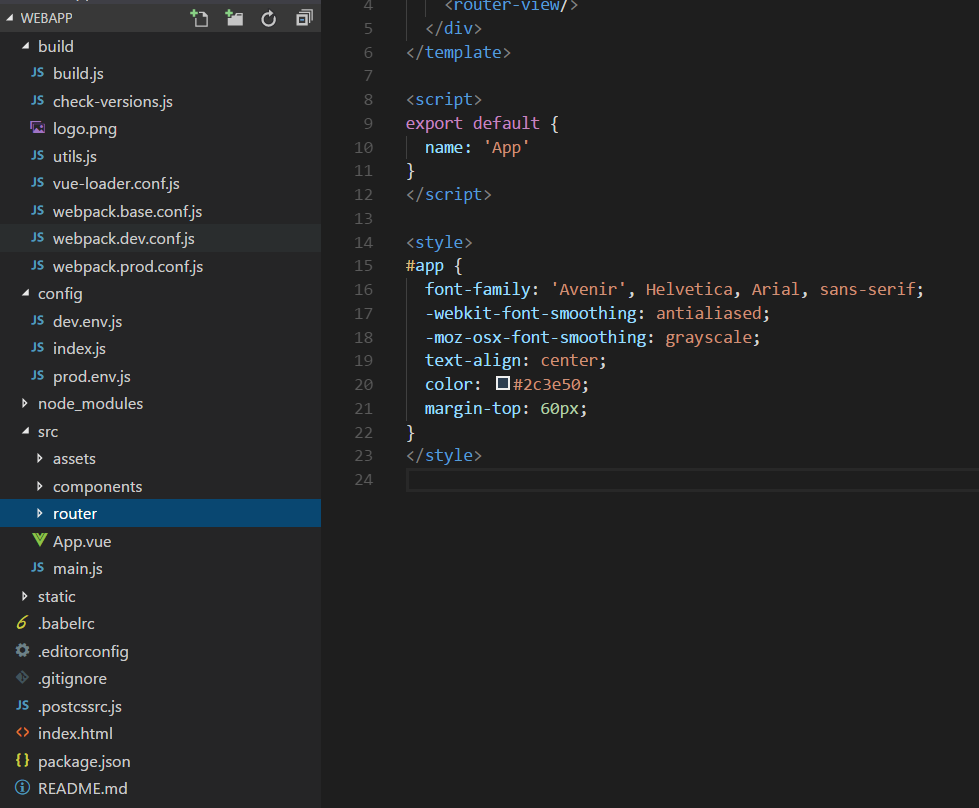 WEBAPP
build
JS build.js
JS check-versions.js
logo.png
JS utils.js
JS vue-loader.conf.js
JS webpack.base.conf.js
JS webpack.dev.conf.js
JS webpack.prod.conf.js
config
JS dev.env.js
JS index.js
JS prod.env.js
node_modules
src
assets
components
router
App.vue
JS main.js
static
.babelrc
.editorconfig
.gitignore
JS .postcssrc.js
<> index.html
{} package.json
README.md
4 <router-view/>
5 </div>
6 </template>
7
8 <script>
9 export default {
10 name: 'App'
11 }
12 </script>
13
14 <style>
15 #app {
16 font-family: 'Avenir', Helvetica, Arial, sans-serif;
17 -webkit-font-smoothing: antialiased;
18 -moz-osx-font-smoothing: grayscale;
19 text-align: center;
20 color: #2c3e50;
21 margin-top: 60px;
22 }
23 </style>
24